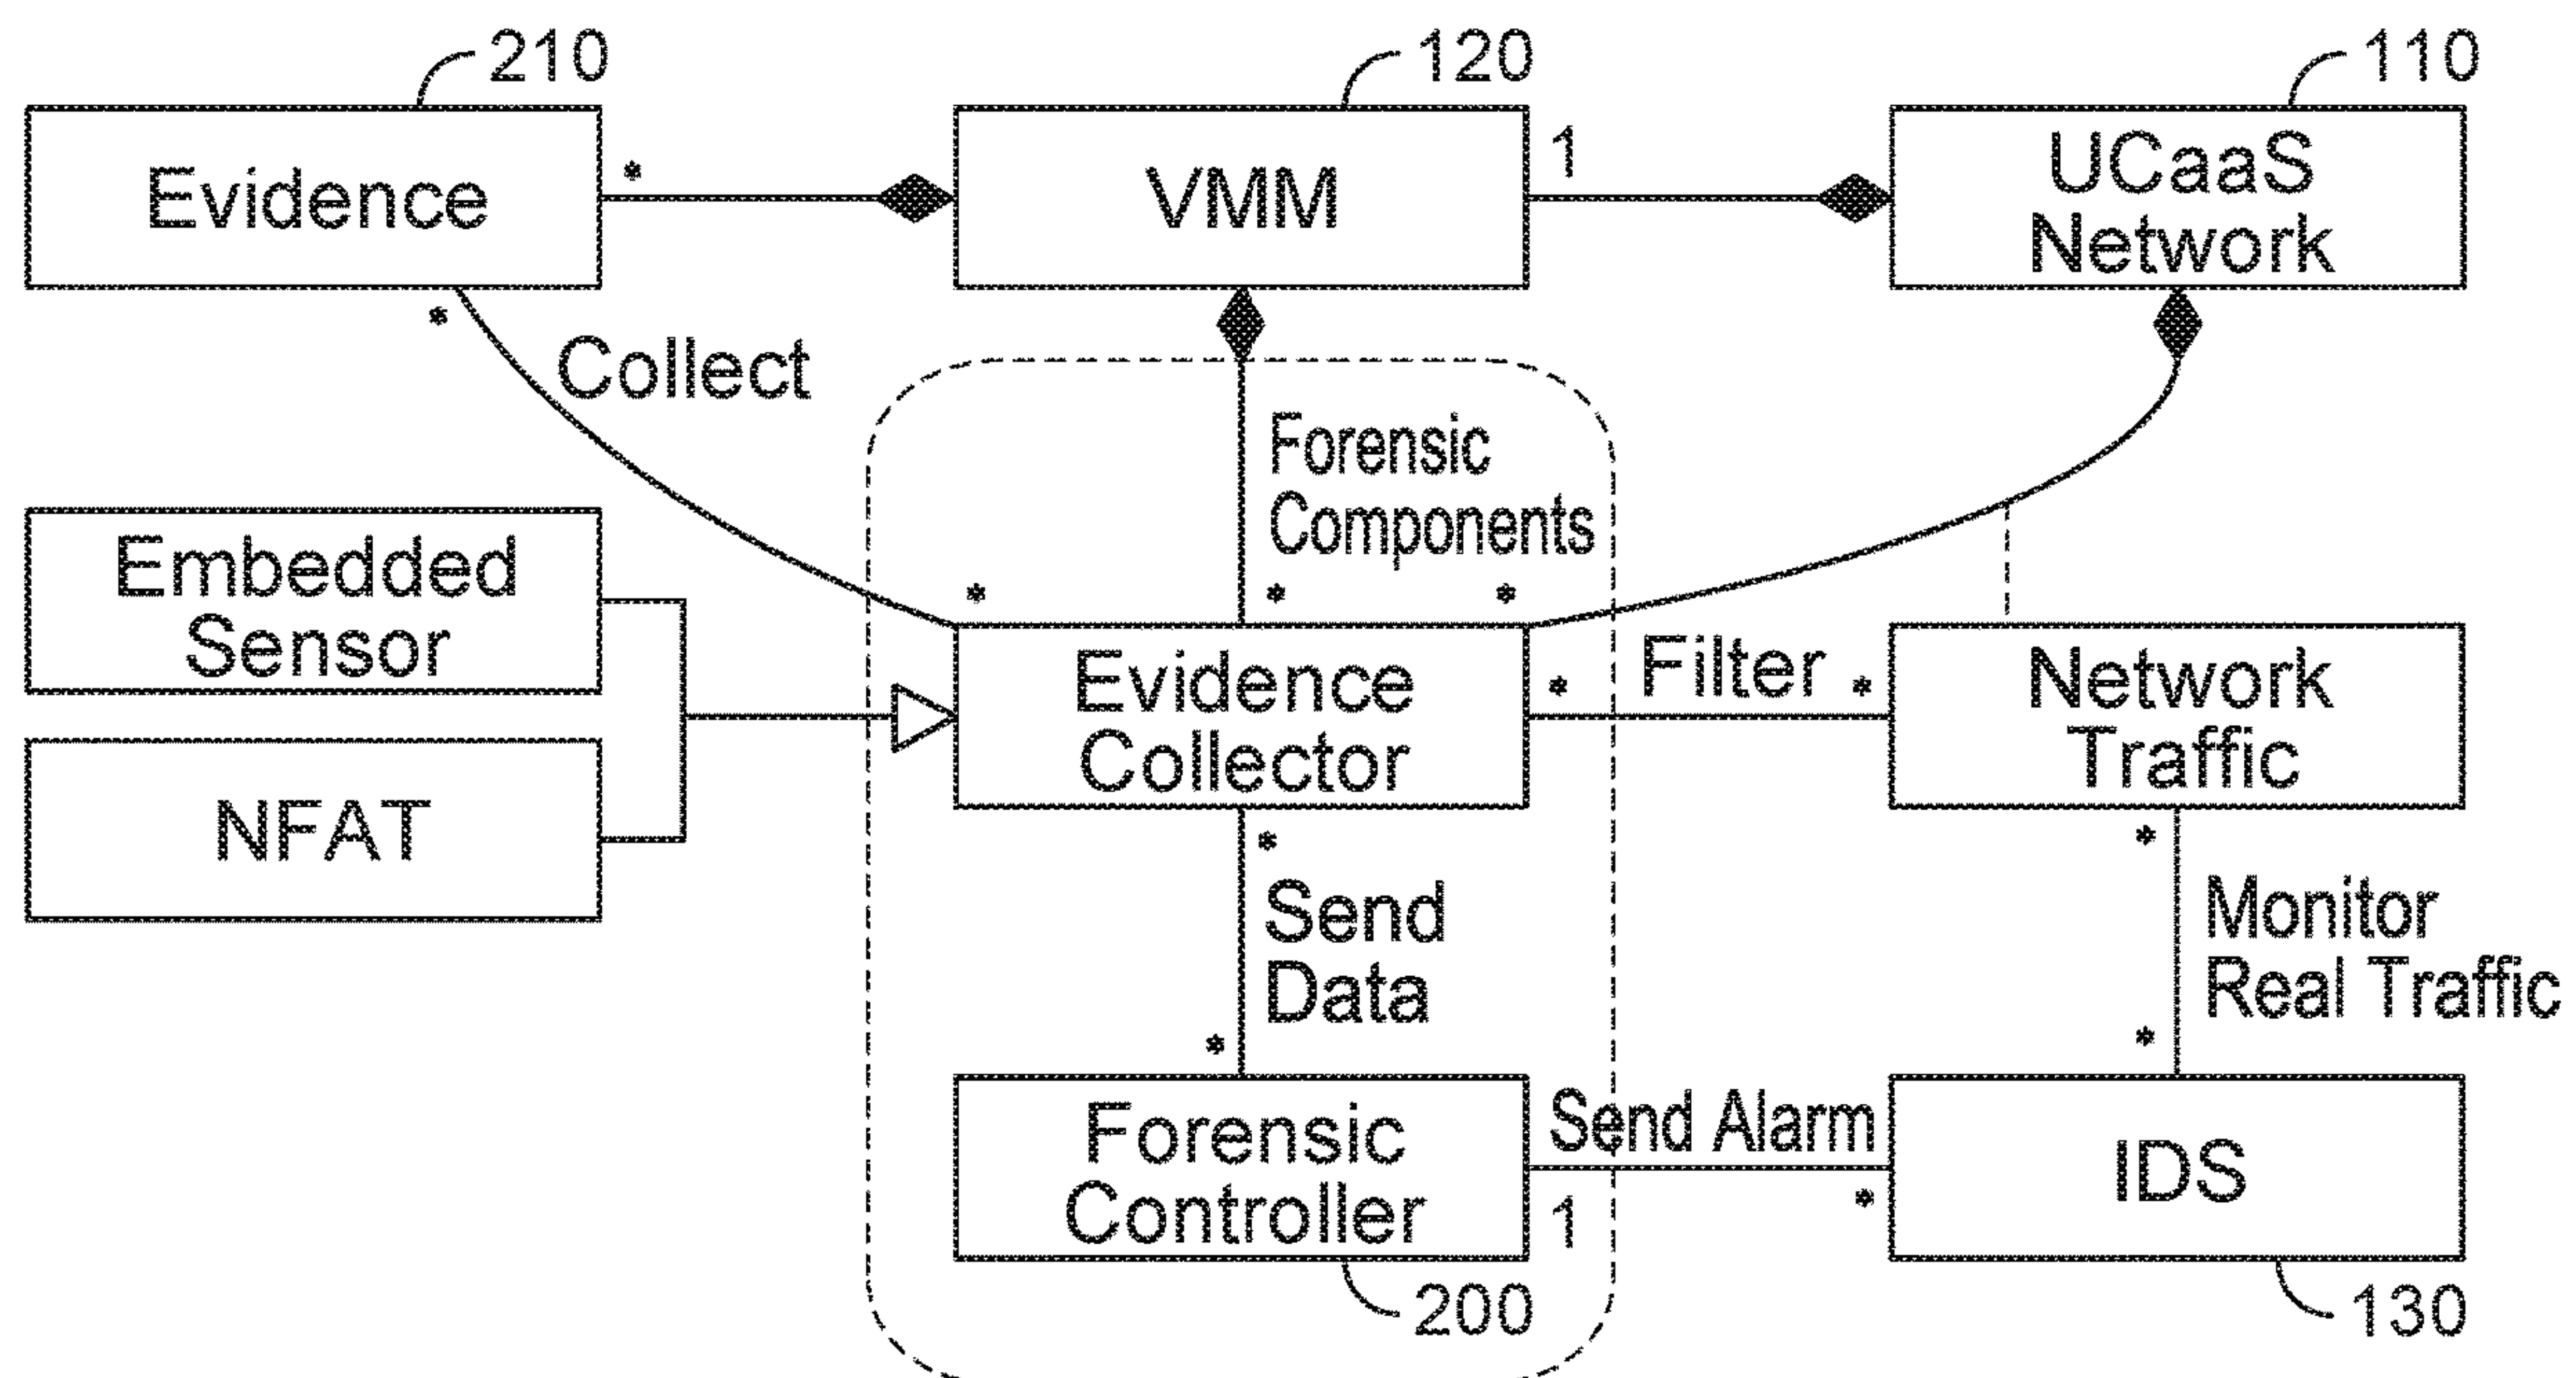 210
120
110
Evidence
*
VMM
1
UCaaS
Network
*
Collect
Forensic
Components
Embedded
Sensor
*
*
*
Evidence
Collector
*
Filter
*
Network
Traffic
NFAT
*
Send
Data
*
*
Monitor
Real Traffic
*
Forensic
Controller
Send Alarm
1
*
IDS
200
130